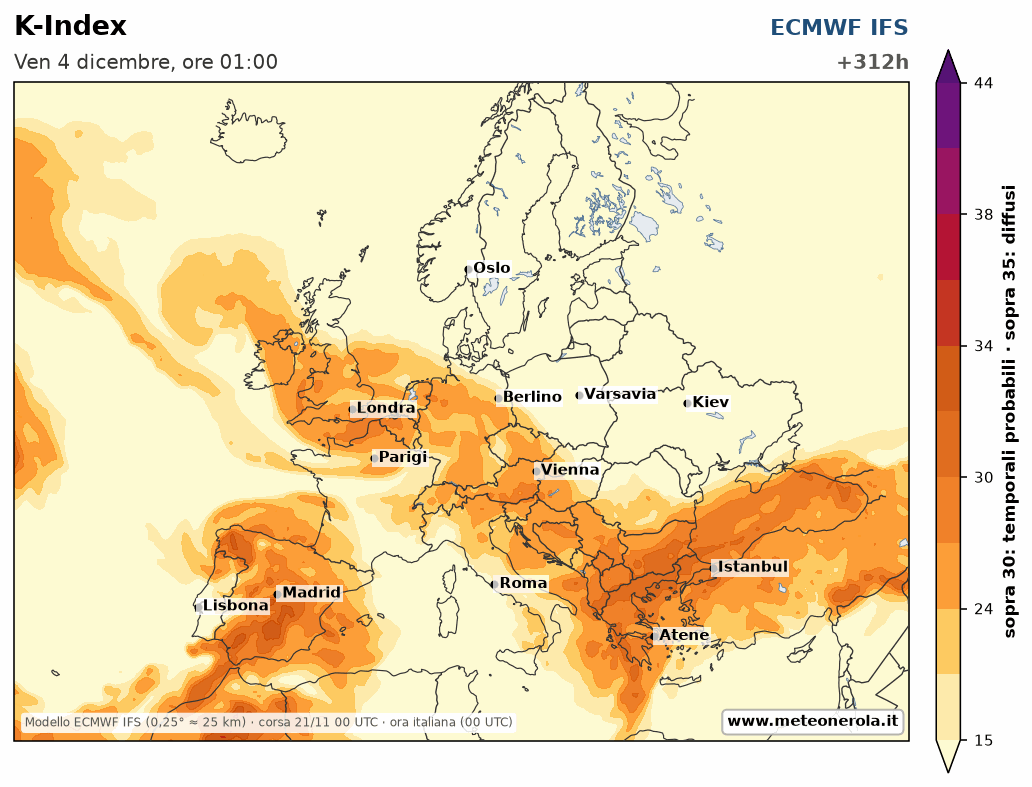 K-Index
ECMWF IFS
Ven 4 dicembre, ore 01:00
+312h
44
38
34
30
24
15
sopra 30: temporali probabili · sopra 35: diffusi
Oslo
Berlino
Varsavia
Kiev
Londra
Parigi
Vienna
Istanbul
Roma
Madrid
Lisbona
Atene
Modello ECMWF IFS (0,25° ≈ 25 km) · corsa 21/11 00 UTC · ora italiana (00 UTC)
www.meteonerola.it